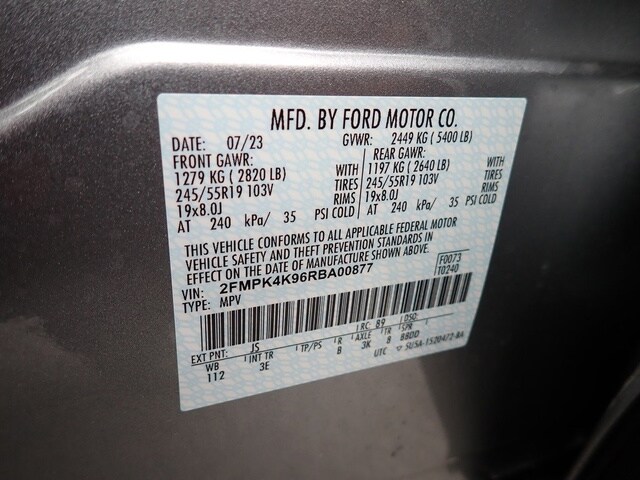 MFD. BY FORD MOTOR CO.
DATE: 07/23 GVWR: 2449 KG ( 5400 LB)
FRONT GAWR: REAR GAWR:
1279 KG ( 2820 LB) WITH 1197 KG ( 2640 LB) WITH
245/55R19 103V TIRES 245/55R19 103V TIRES
19x8.0J RIMS 19x8.0J RIMS
AT 240 kPa/ 35 PSI COLD AT 240 kPa/ 35 PSI COLD
THIS VEHICLE CONFORMS TO ALL APPLICABLE FEDERAL MOTOR
VEHICLE SAFETY AND THEFT PREVENTION STANDARDS IN
EFFECT ON THE DATE OF MANUFACTURE SHOWN ABOVE.
VIN: 2FMPK4K96RBA00877 F0073
TYPE: MPV T0240
EXT PNT: JS RC: 89 DSO:
WB INT TR TP/PS R AXLE TR SPR
112 3E B 3K 8 BBDD
UTC